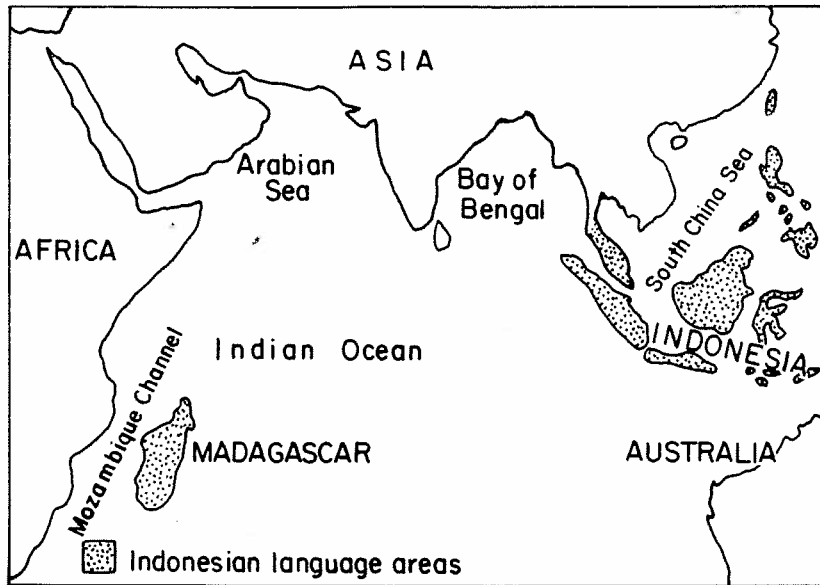 ASIA
Arabian
Sea
Bay of
Bengal
South China Sea
AFRICA
INDONESIA
Indian Ocean
Mozambique Channel
MADAGASCAR
AUSTRALIA
Indonesian language areas